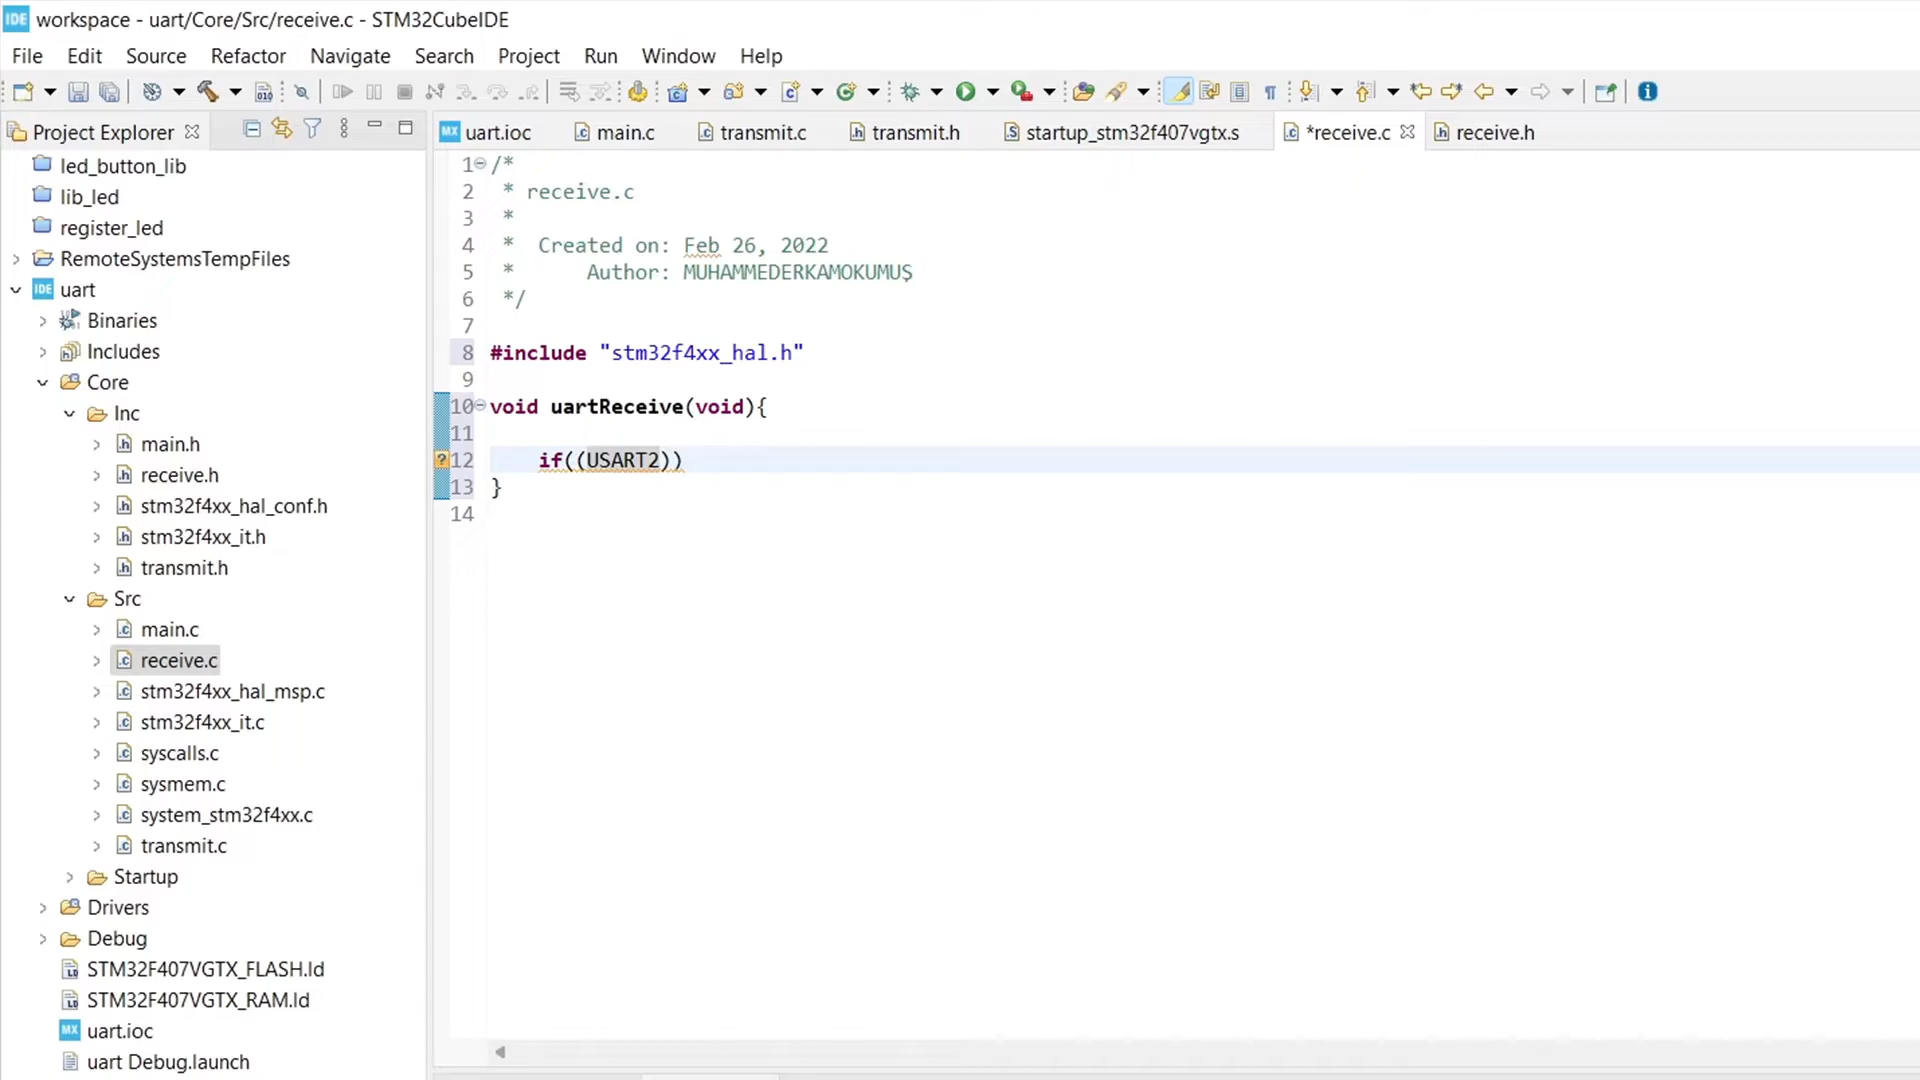 IDE workspace - uart/Core/Src/receive.c - STM32CubeIDE
File Edit Source Refactor Navigate Search Project Run Window Help
Project Explorer
led_button_lib
lib_led
register_led
RemoteSystemsTempFiles
IDE uart
Binaries
Includes
Core
Inc
main.h
receive.h
stm32f4xx_hal_conf.h
stm32f4xx_it.h
transmit.h
Src
main.c
receive.c
stm32f4xx_hal_msp.c
stm32f4xx_it.c
syscalls.c
sysmem.c
system_stm32f4xx.c
transmit.c
Startup
Drivers
Debug
STM32F407VGTX_FLASH.ld
STM32F407VGTX_RAM.ld
MX uart.ioc
uart Debug.launch
MX uart.ioc main.c transmit.c transmit.h startup_stm32f407vgtx.s *receive.c receive.h
1 /*
2 * receive.c
3 *
4 * Created on: Feb 26, 2022
5 * Author: MUHAMMEDERKAMOKUMUŞ
6 */
7
8 #include "stm32f4xx_hal.h"
9
10 void uartReceive(void){
11
12 if((USART2))
13 }
14